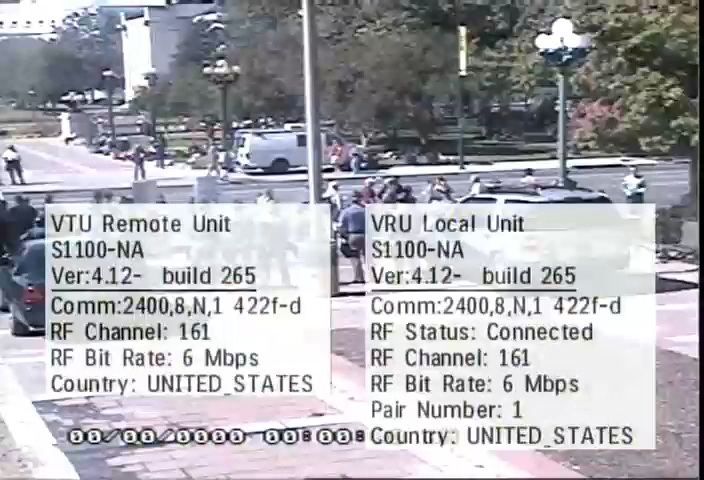 VTU Remote Unit
S1100-NA
Ver:4.12- build 265
Comm:2400,8,N,1 422f-d
RF Channel: 161
RF Bit Rate: 6 Mbps
Country: UNITED_STATES
VRU Local Unit
S1100-NA
Ver:4.12- build 265
Comm:2400,8,N,1 422f-d
RF Status: Connected
RF Channel: 161
RF Bit Rate: 6 Mbps
Pair Number: 1
Country: UNITED_STATES